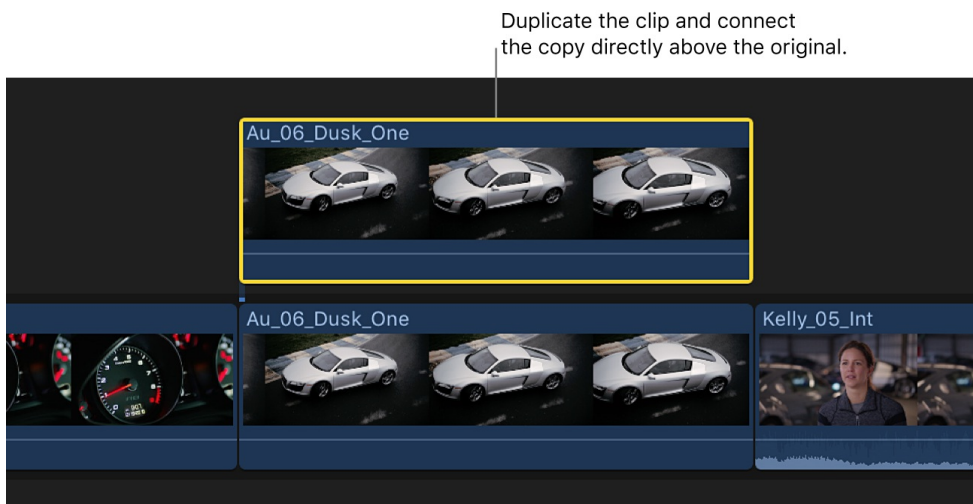 Duplicate the clip and connect
the copy directly above the original.
Au_06_Dusk_One
Au_06_Dusk_One
Kelly_05_Int